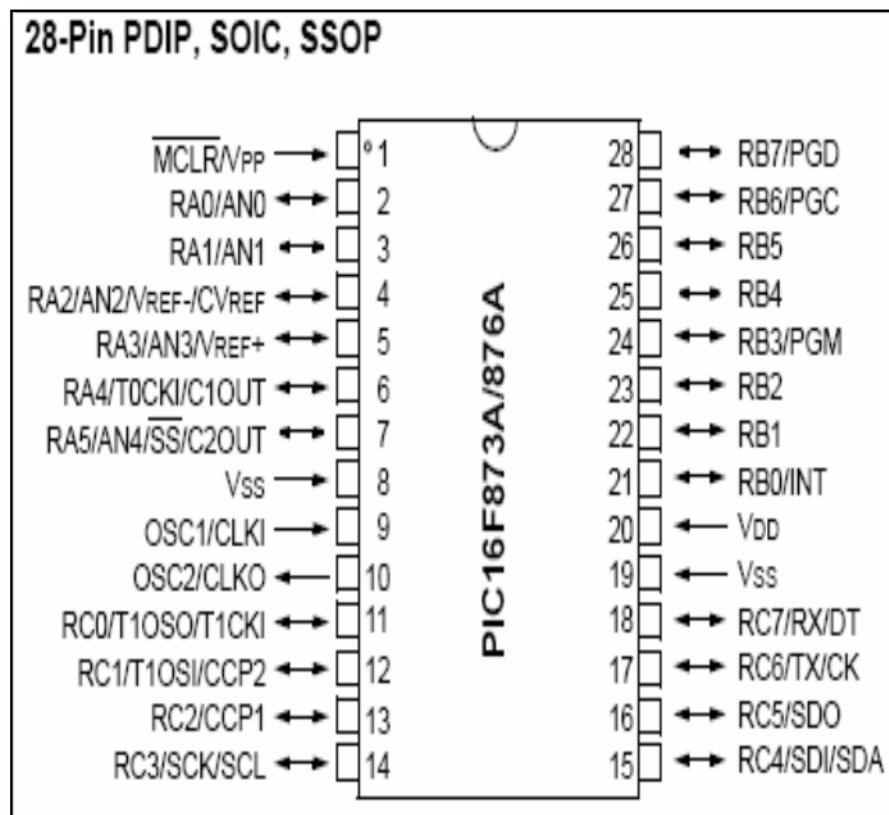 28-Pin PDIP, SOIC, SSOP
MCLR/VPP
1
28
RB7/PGD
RA0/AN0
2
27
RB6/PGC
RA1/AN1
3
26
RB5
RA2/AN2/VREF-/CVREF
4
25
RB4
RA3/AN3/VREF+
5
24
RB3/PGM
RA4/T0CKI/C1OUT
6
23
RB2
RA5/AN4/SS/C2OUT
7
22
RB1
VSS
8
21
RB0/INT
OSC1/CLKI
9
20
VDD
OSC2/CLKO
10
19
VSS
RC0/T1OSO/T1CKI
11
18
RC7/RX/DT
RC1/T1OSI/CCP2
12
17
RC6/TX/CK
RC2/CCP1
13
16
RC5/SDO
RC3/SCK/SCL
14
15
RC4/SDI/SDA
PIC16F873A/876A